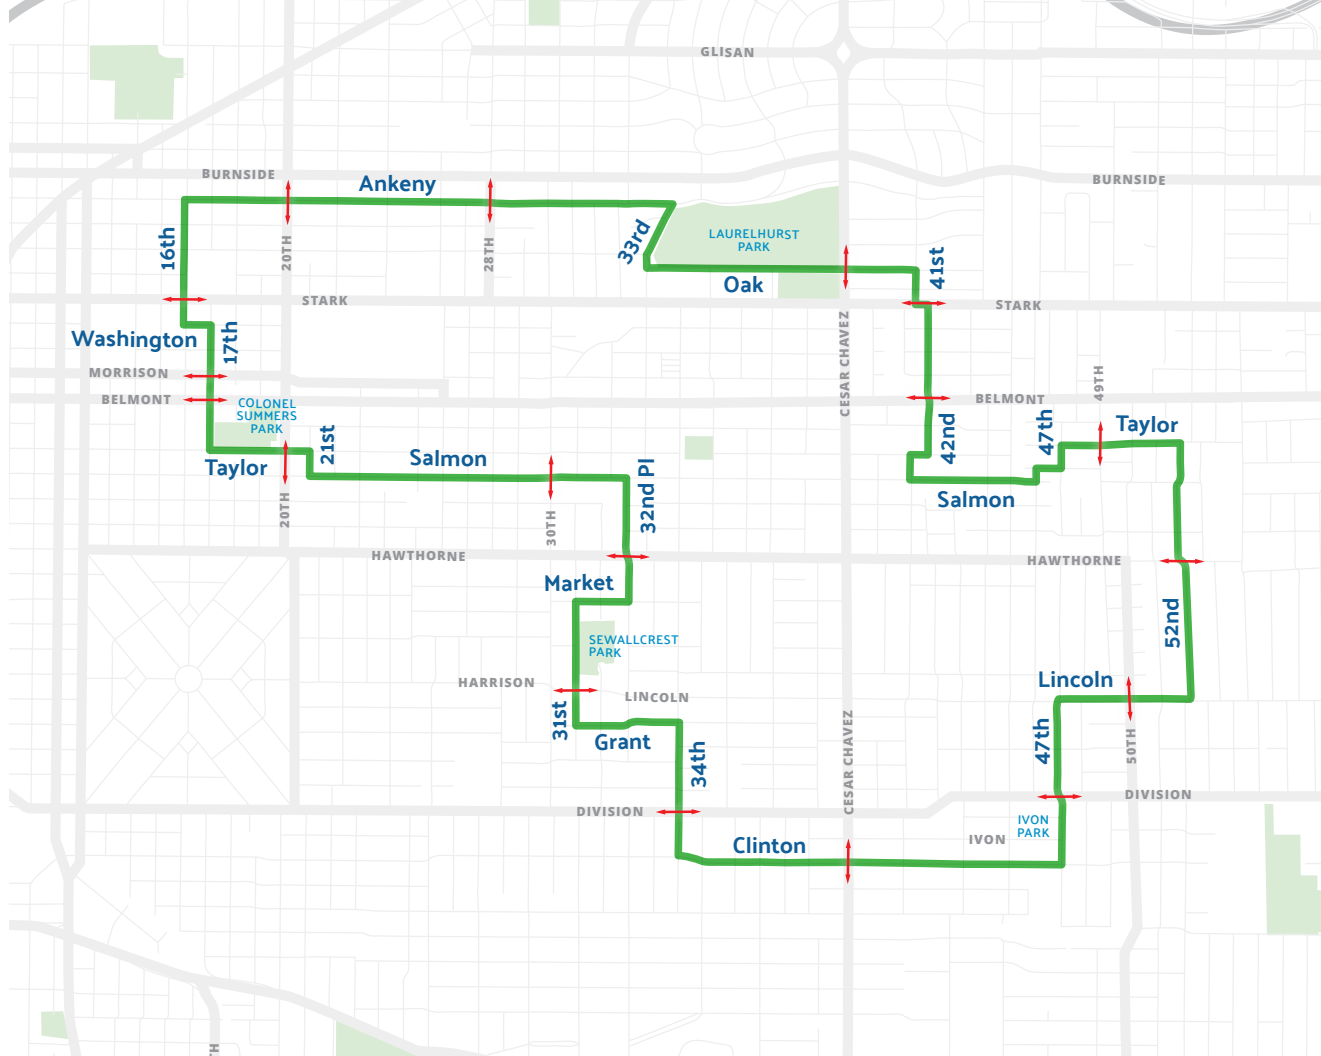 GLISAN
BURNSIDE
Ankeny
BURNSIDE
16th
20TH
28TH
33rd
LAURELHURST
PARK
41st
Oak
STARK
STARK
Washington
17th
CESAR CHAVEZ
MORRISON
49TH
BELMONT
COLONEL
SUMMERS
PARK
BELMONT
21st
42nd
47th
Taylor
Taylor
Salmon
32nd Pl
Salmon
20TH
30TH
HAWTHORNE
HAWTHORNE
Market
52nd
SEWALLCREST
PARK
HARRISON
LINCOLN
Lincoln
31st
Grant
34th
CESAR CHAVEZ
47th
50TH
DIVISION
DIVISION
IVON
PARK
IVON
Clinton